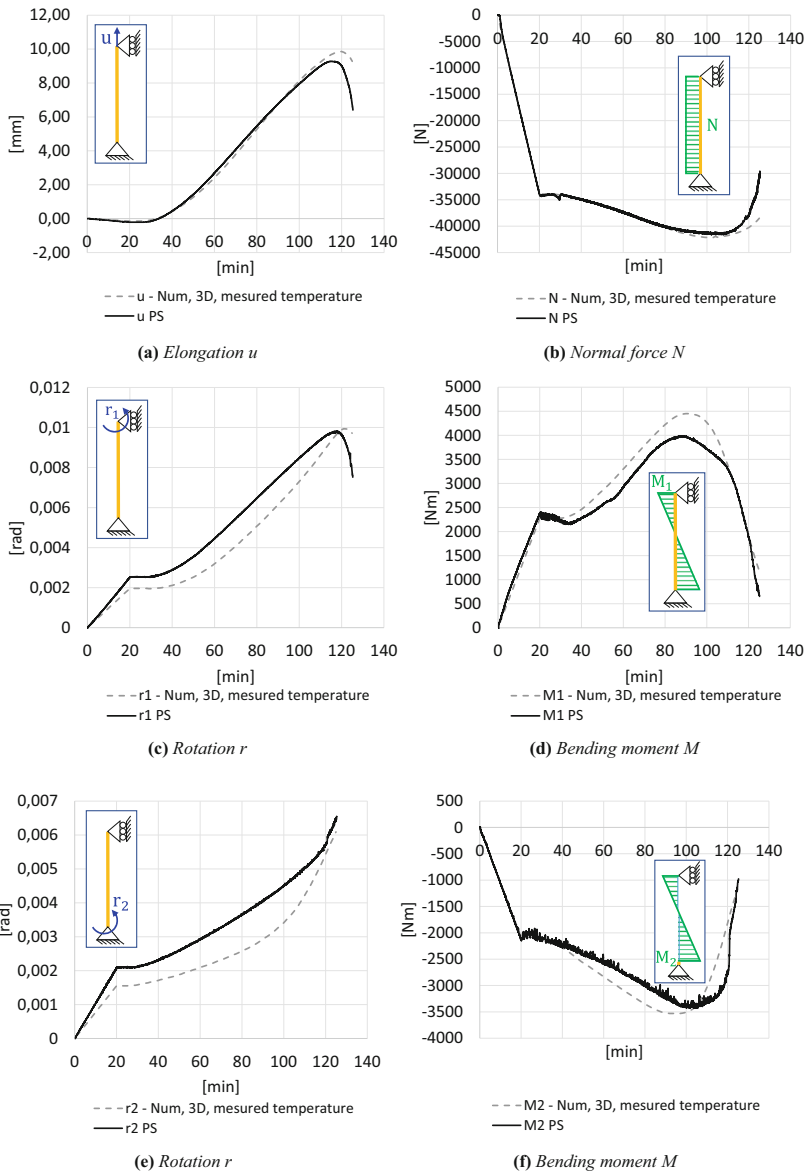 12,00
10,00
8,00
6,00
4,00
2,00
0,00
-2,00
[mm]
u
0 20 40 60 80 100 120 140
[min]
u - Num, 3D, mesured temperature
u PS
(a) Elongation u
0
-5000
-10000
-15000
-20000
-25000
-30000
-35000
-40000
-45000
[N]
0 20 40 60 80 100 120 140
N
[min]
N - Num, 3D, mesured temperature
N PS
(b) Normal force N
0,012
0,01
0,008
0,006
0,004
0,002
0
[rad]
r1
0 20 40 60 80 100 120 140
[min]
r1 - Num, 3D, mesured temperature
r1 PS
(c) Rotation r
5000
4500
4000
3500
3000
2500
2000
1500
1000
500
0
[Nm]
M1
0 20 40 60 80 100 120 140
[min]
M1 - Num, 3D, mesured temperature
M1 PS
(d) Bending moment M
0,007
0,006
0,005
0,004
0,003
0,002
0,001
0
[rad]
r2
0 20 40 60 80 100 120 140
[min]
r2 - Num, 3D, mesured temperature
r2 PS
(e) Rotation r
500
0
-500
-1000
-1500
-2000
-2500
-3000
-3500
-4000
[Nm]
0 20 40 60 80 100 120 140
M2
[min]
M2 - Num, 3D, mesured temperature
M2 PS
(f) Bending moment M